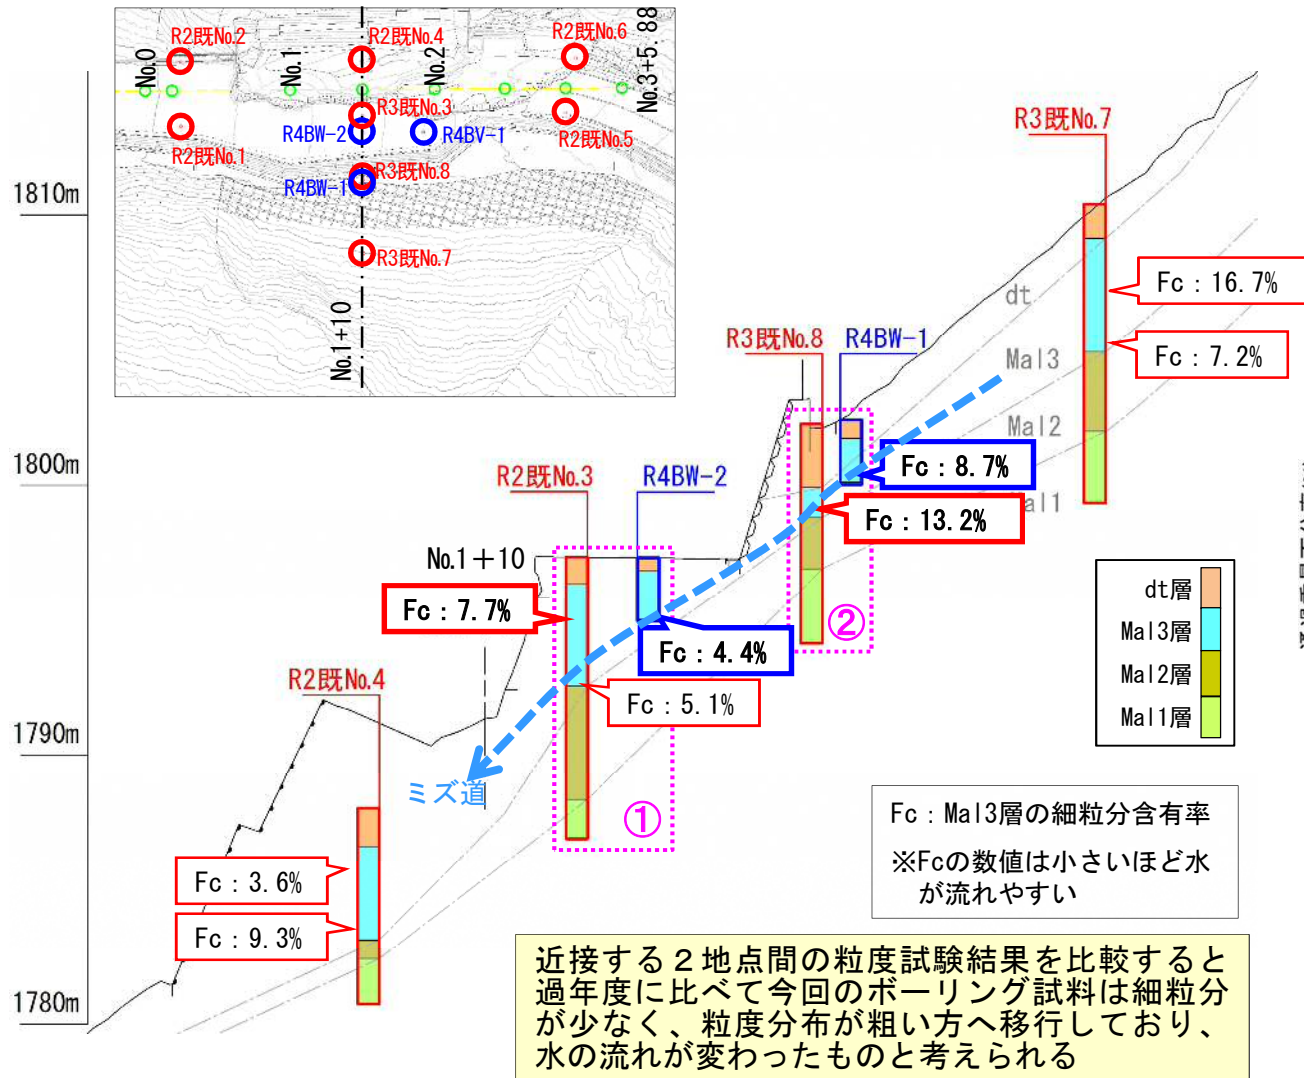 R2既No.2
R2既No.4
R2既No.6
No.0
No.1
No.2
No.3+5.88
R3既No.3
R4BW-2
R4BV-1
R2既No.1
R2既No.5
R3既No.8
R4BW-1
R3既No.7
No.1+10
1810m
1800m
1790m
1780m
R3既No.7
Fc：16.7%
Fc：7.2%
dt
Mal3
Mal2
Mal1
R3既No.8
R4BW-1
Fc：8.7%
Fc：13.2%
②
R2既No.3
R4BW-2
No.1＋10
Fc：7.7%
Fc：4.4%
Fc：5.1%
①
R2既No.4
ミズ道
Fc：3.6%
Fc：9.3%
dt層
Mal3層
Mal2層
Mal1層
Fc：Mal3層の細粒分含有率
※Fcの数値は小さいほど水
が流れやすい
近接する２地点間の粒度試験結果を比較すると
過年度に比べて今回のボーリング試料は細粒分
が少なく、粒度分布が粗い方へ移行しており、
水の流れが変わったものと考えられる